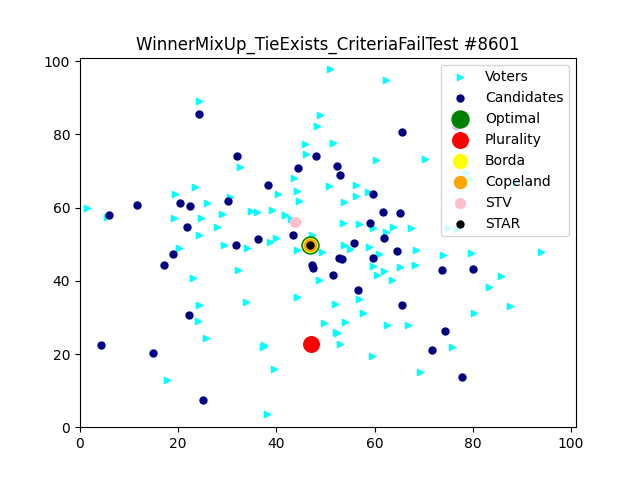 WinnerMixUp_TieExists_CriteriaFailTest #8601
Voters
Candidates
Optimal
Plurality
Borda
Copeland
STV
STAR
100
80
60
40
20
0
0 20 40 60 80 100